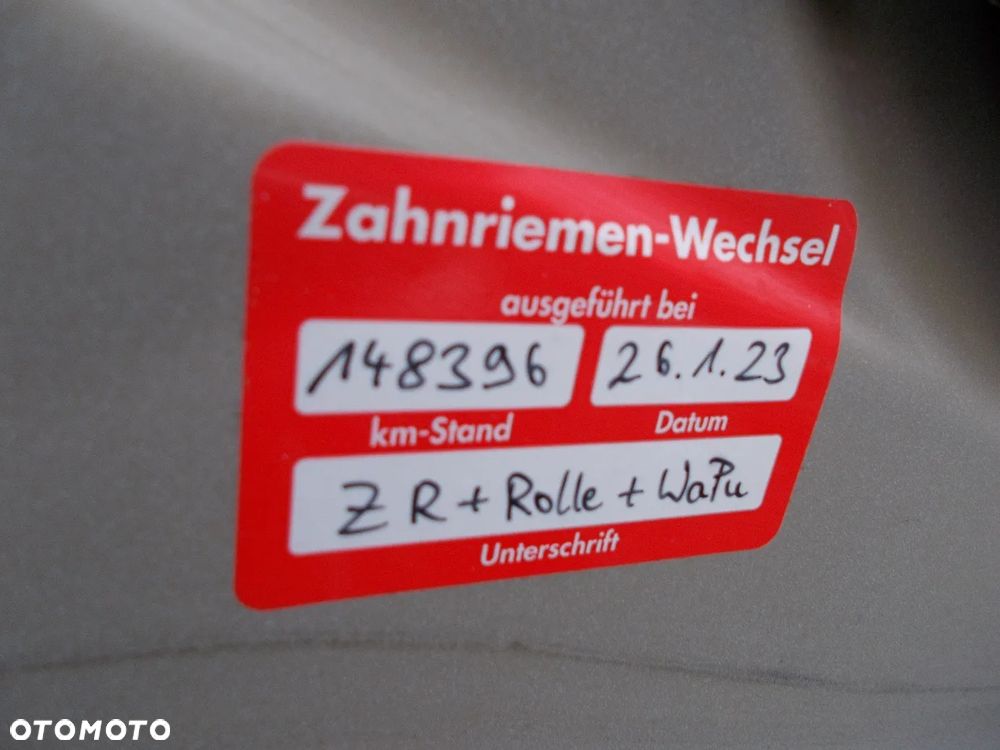 Zahnriemen-Wechsel
ausgeführt bei
148396 26.1.23
km-Stand Datum
ZR + Rolle + WaPu
Unterschrift
OTOMOTO